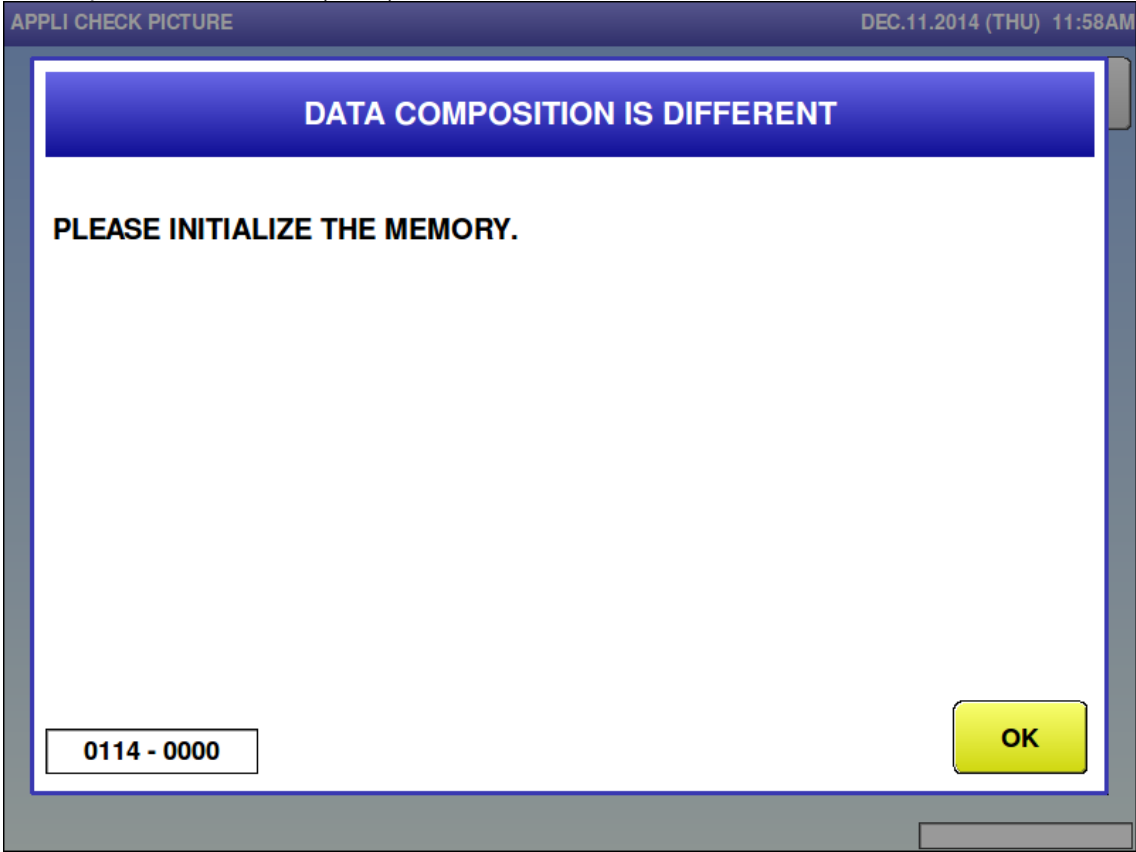 APPLI CHECK PICTURE
DEC.11.2014 (THU) 11:58AM
DATA COMPOSITION IS DIFFERENT
PLEASE INITIALIZE THE MEMORY.
0114 - 0000
OK